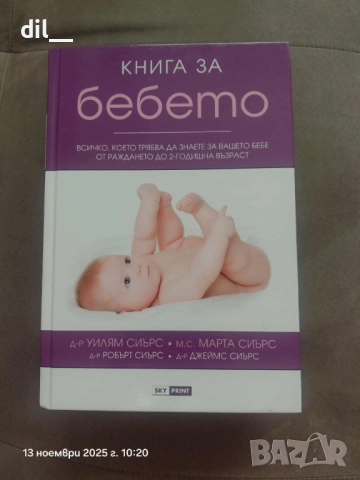 dil__
КНИГА ЗА
бебето
ВСИЧКО, КОЕТО ТРЯБВА ДА ЗНАЕТЕ ЗА ВАШЕТО БЕБЕ
ОТ РАЖДАНЕТО ДО 2-ГОДИШНА ВЪЗРАСТ
Д-Р УИЛЯМ СИЪРС • М.С. МАРТА СИЪРС
Д-Р РОБЪРТ СИЪРС • Д-Р ДЖЕЙМС СИЪРС
SKY PRINT
13 ноември 2025 г. 10:20
BAZAR